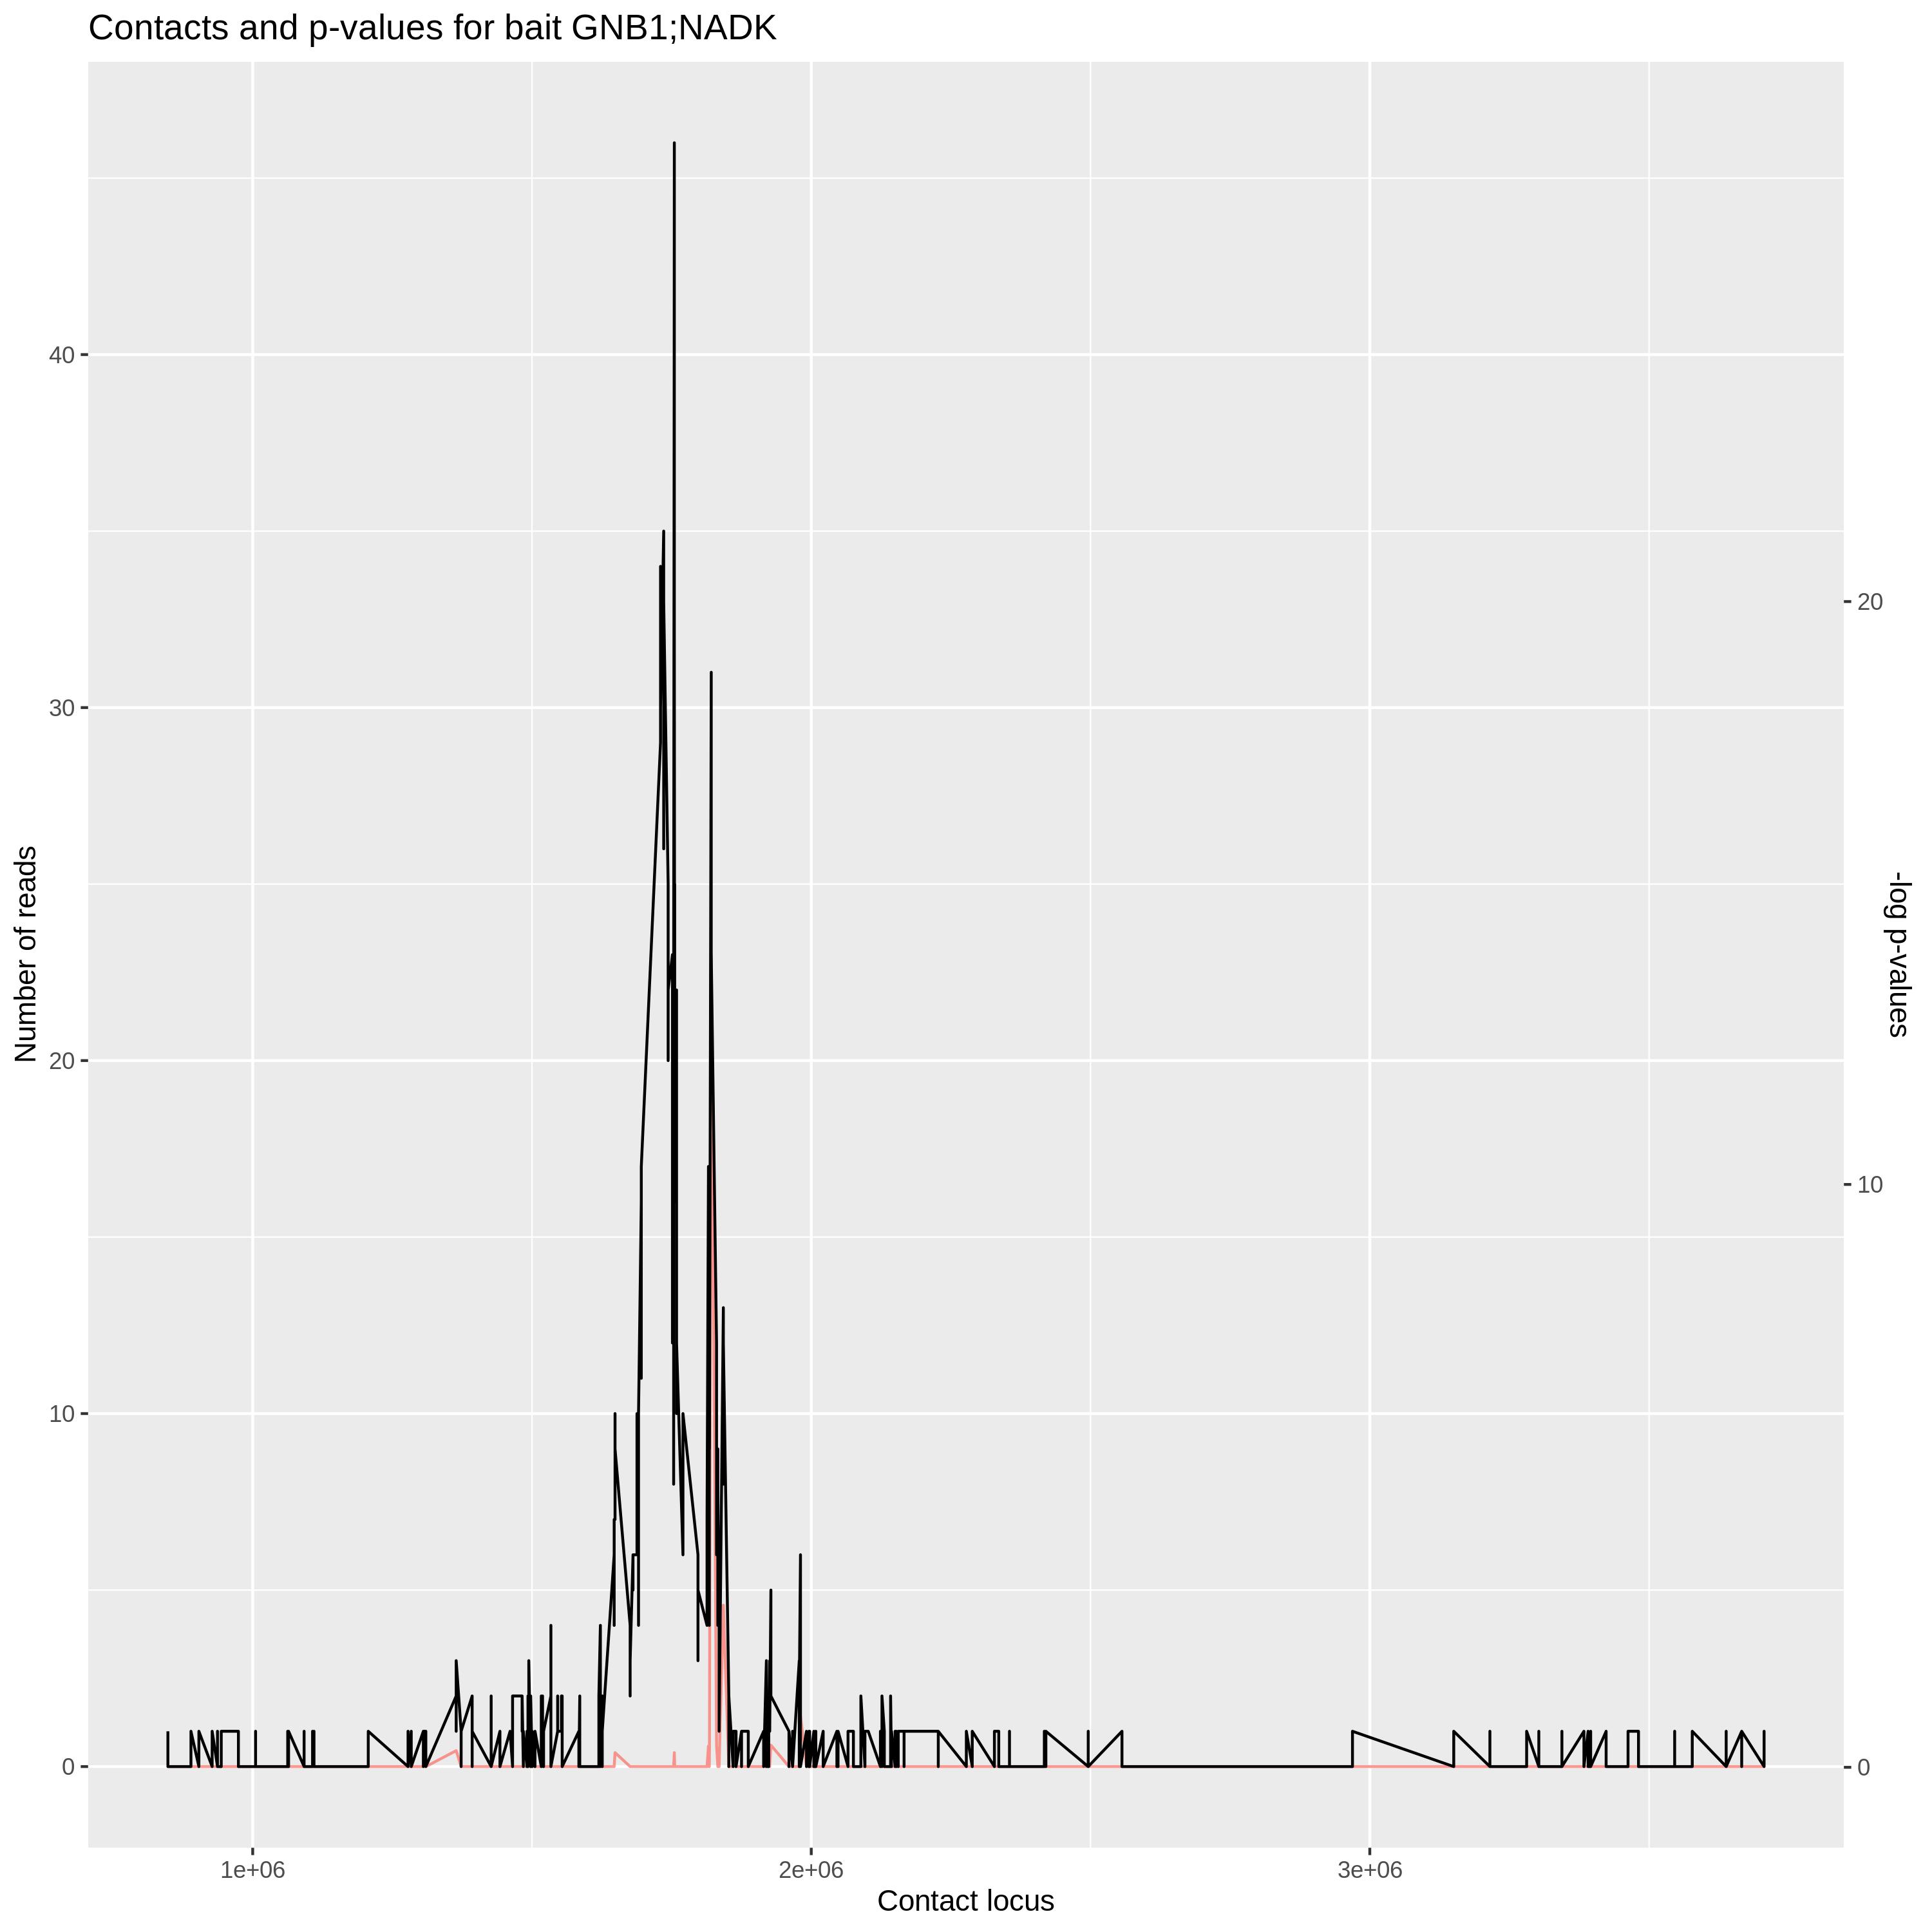 Contacts and p-values for bait GNB1;NADK
40
30
20
10
0
Number of reads
20
10
0
-log p-values
1e+06
2e+06
3e+06
Contact locus